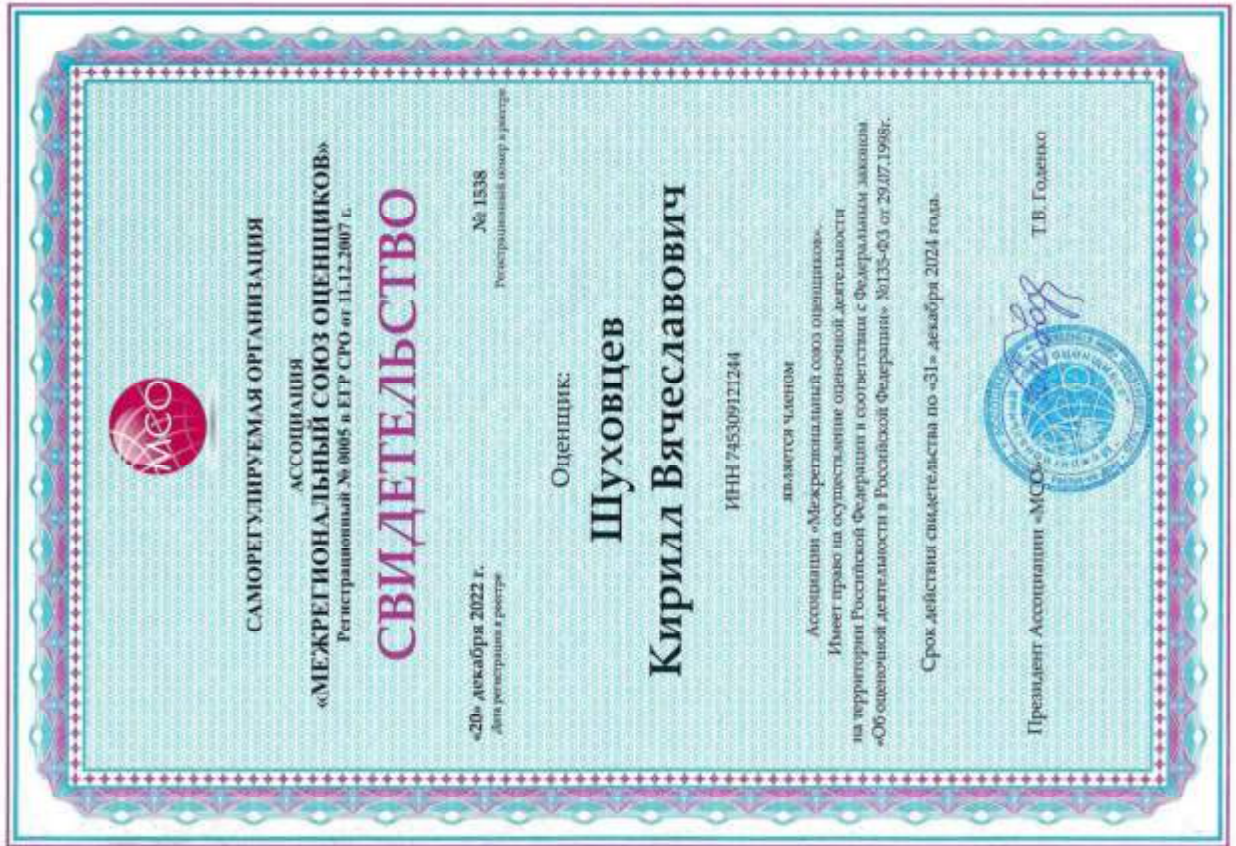 МСО
САМОРЕГУЛИРУЕМАЯ ОРГАНИЗАЦИЯ
АССОЦИАЦИЯ
«МЕЖРЕГИОНАЛЬНЫЙ СОЮЗ ОЦЕНЩИКОВ»
Регистрационный № 0005 в ЕГР СРО от 11.12.2007 г.
СВИДЕТЕЛЬСТВО
«20» декабря 2022 г. № 1538
Дата регистрации в реестре Регистрационный номер в реестре
Оценщик:
Шуховцев
Кирилл Вячеславович
ИНН 745309121244
является членом
Ассоциации «Межрегиональный союз оценщиков».
Имеет право на осуществление оценочной деятельности
на территории Российской Федерации в соответствии с Федеральным законом
«Об оценочной деятельности в Российской Федерации» №135-ФЗ от 29.07.1998г.
Срок действия свидетельства по «31» декабря 2024 года.
Президент Ассоциации «МСО» Т.В. Годенко